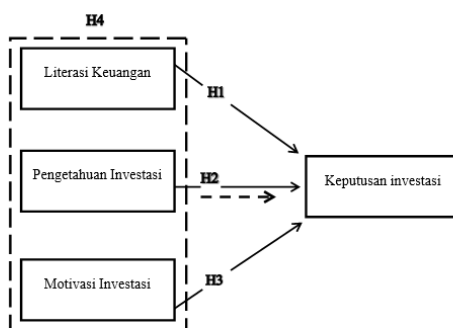 H4
Literasi Keuangan
H1
Pengetahuan Investasi
H2
Keputusan investasi
Motivasi Investasi
H3